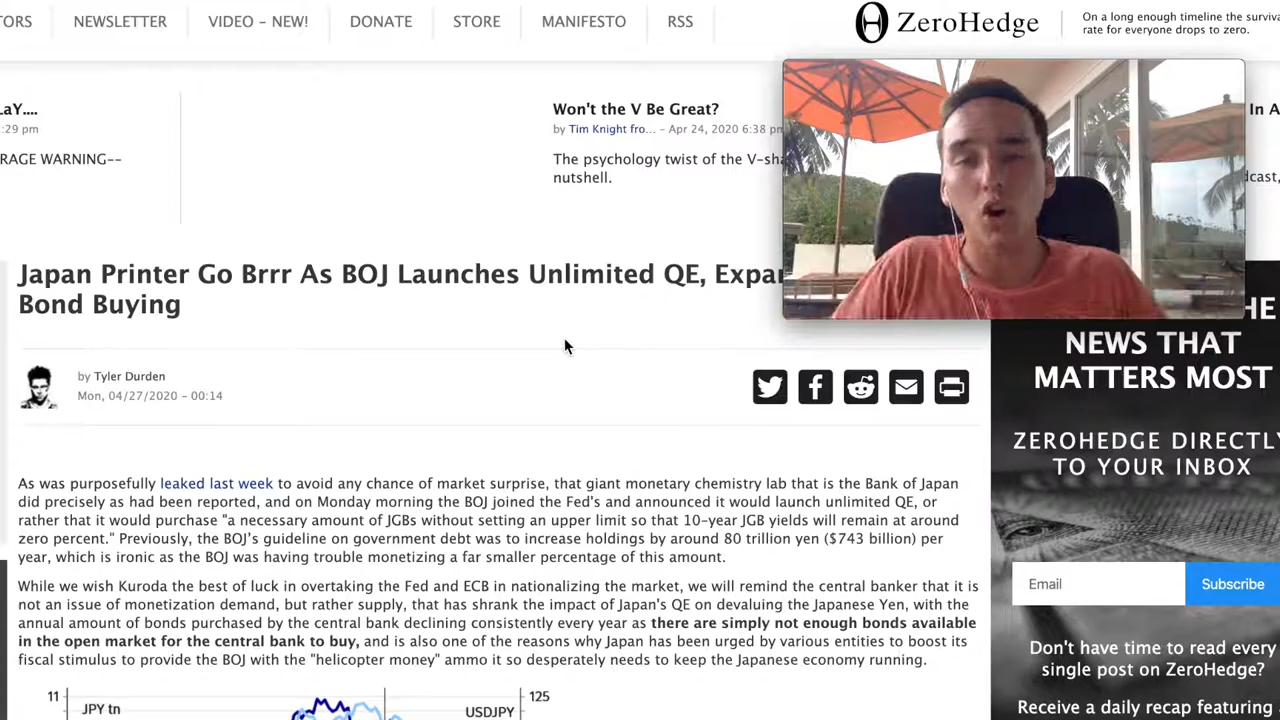 TORS NEWSLETTER VIDEO – NEW! DONATE STORE MANIFESTO RSS
ZeroHedge
On a long enough timeline the surviva
rate for everyone drops to zero.
LaY....
:29 pm
RAGE WARNING––
Won't the V Be Great?
by Tim Knight fro... – Apr 24, 2020 6:38 pm
The psychology twist of the V-sha
nutshell.
In A
dcast,
Japan Printer Go Brrr As BOJ Launches Unlimited QE, Expan
Bond Buying
by Tyler Durden
Mon, 04/27/2020 – 00:14
As was purposefully leaked last week to avoid any chance of market surprise, that giant monetary chemistry lab that is the Bank of Japan
did precisely as had been reported, and on Monday morning the BOJ joined the Fed's and announced it would launch unlimited QE, or
rather that it would purchase "a necessary amount of JGBs without setting an upper limit so that 10-year JGB yields will remain at around
zero percent." Previously, the BOJ's guideline on government debt was to increase holdings by around 80 trillion yen ($743 billion) per
year, which is ironic as the BOJ was having trouble monetizing a far smaller percentage of this amount.
While we wish Kuroda the best of luck in overtaking the Fed and ECB in nationalizing the market, we will remind the central banker that it is
not an issue of monetization demand, but rather supply, that has shrank the impact of Japan's QE on devaluing the Japanese Yen, with the
annual amount of bonds purchased by the central bank declining consistently every year as there are simply not enough bonds available
in the open market for the central bank to buy, and is also one of the reasons why Japan has been urged by various entities to boost its
fiscal stimulus to provide the BOJ with the "helicopter money" ammo it so desperately needs to keep the Japanese economy running.
11 JPY tn USDJPY 125
HE
NEWS THAT
MATTERS MOST
ZEROHEDGE DIRECTLY
TO YOUR INBOX
Email Subscribe
Don't have time to read every
single post on ZeroHedge?
Receive a daily recap featuring